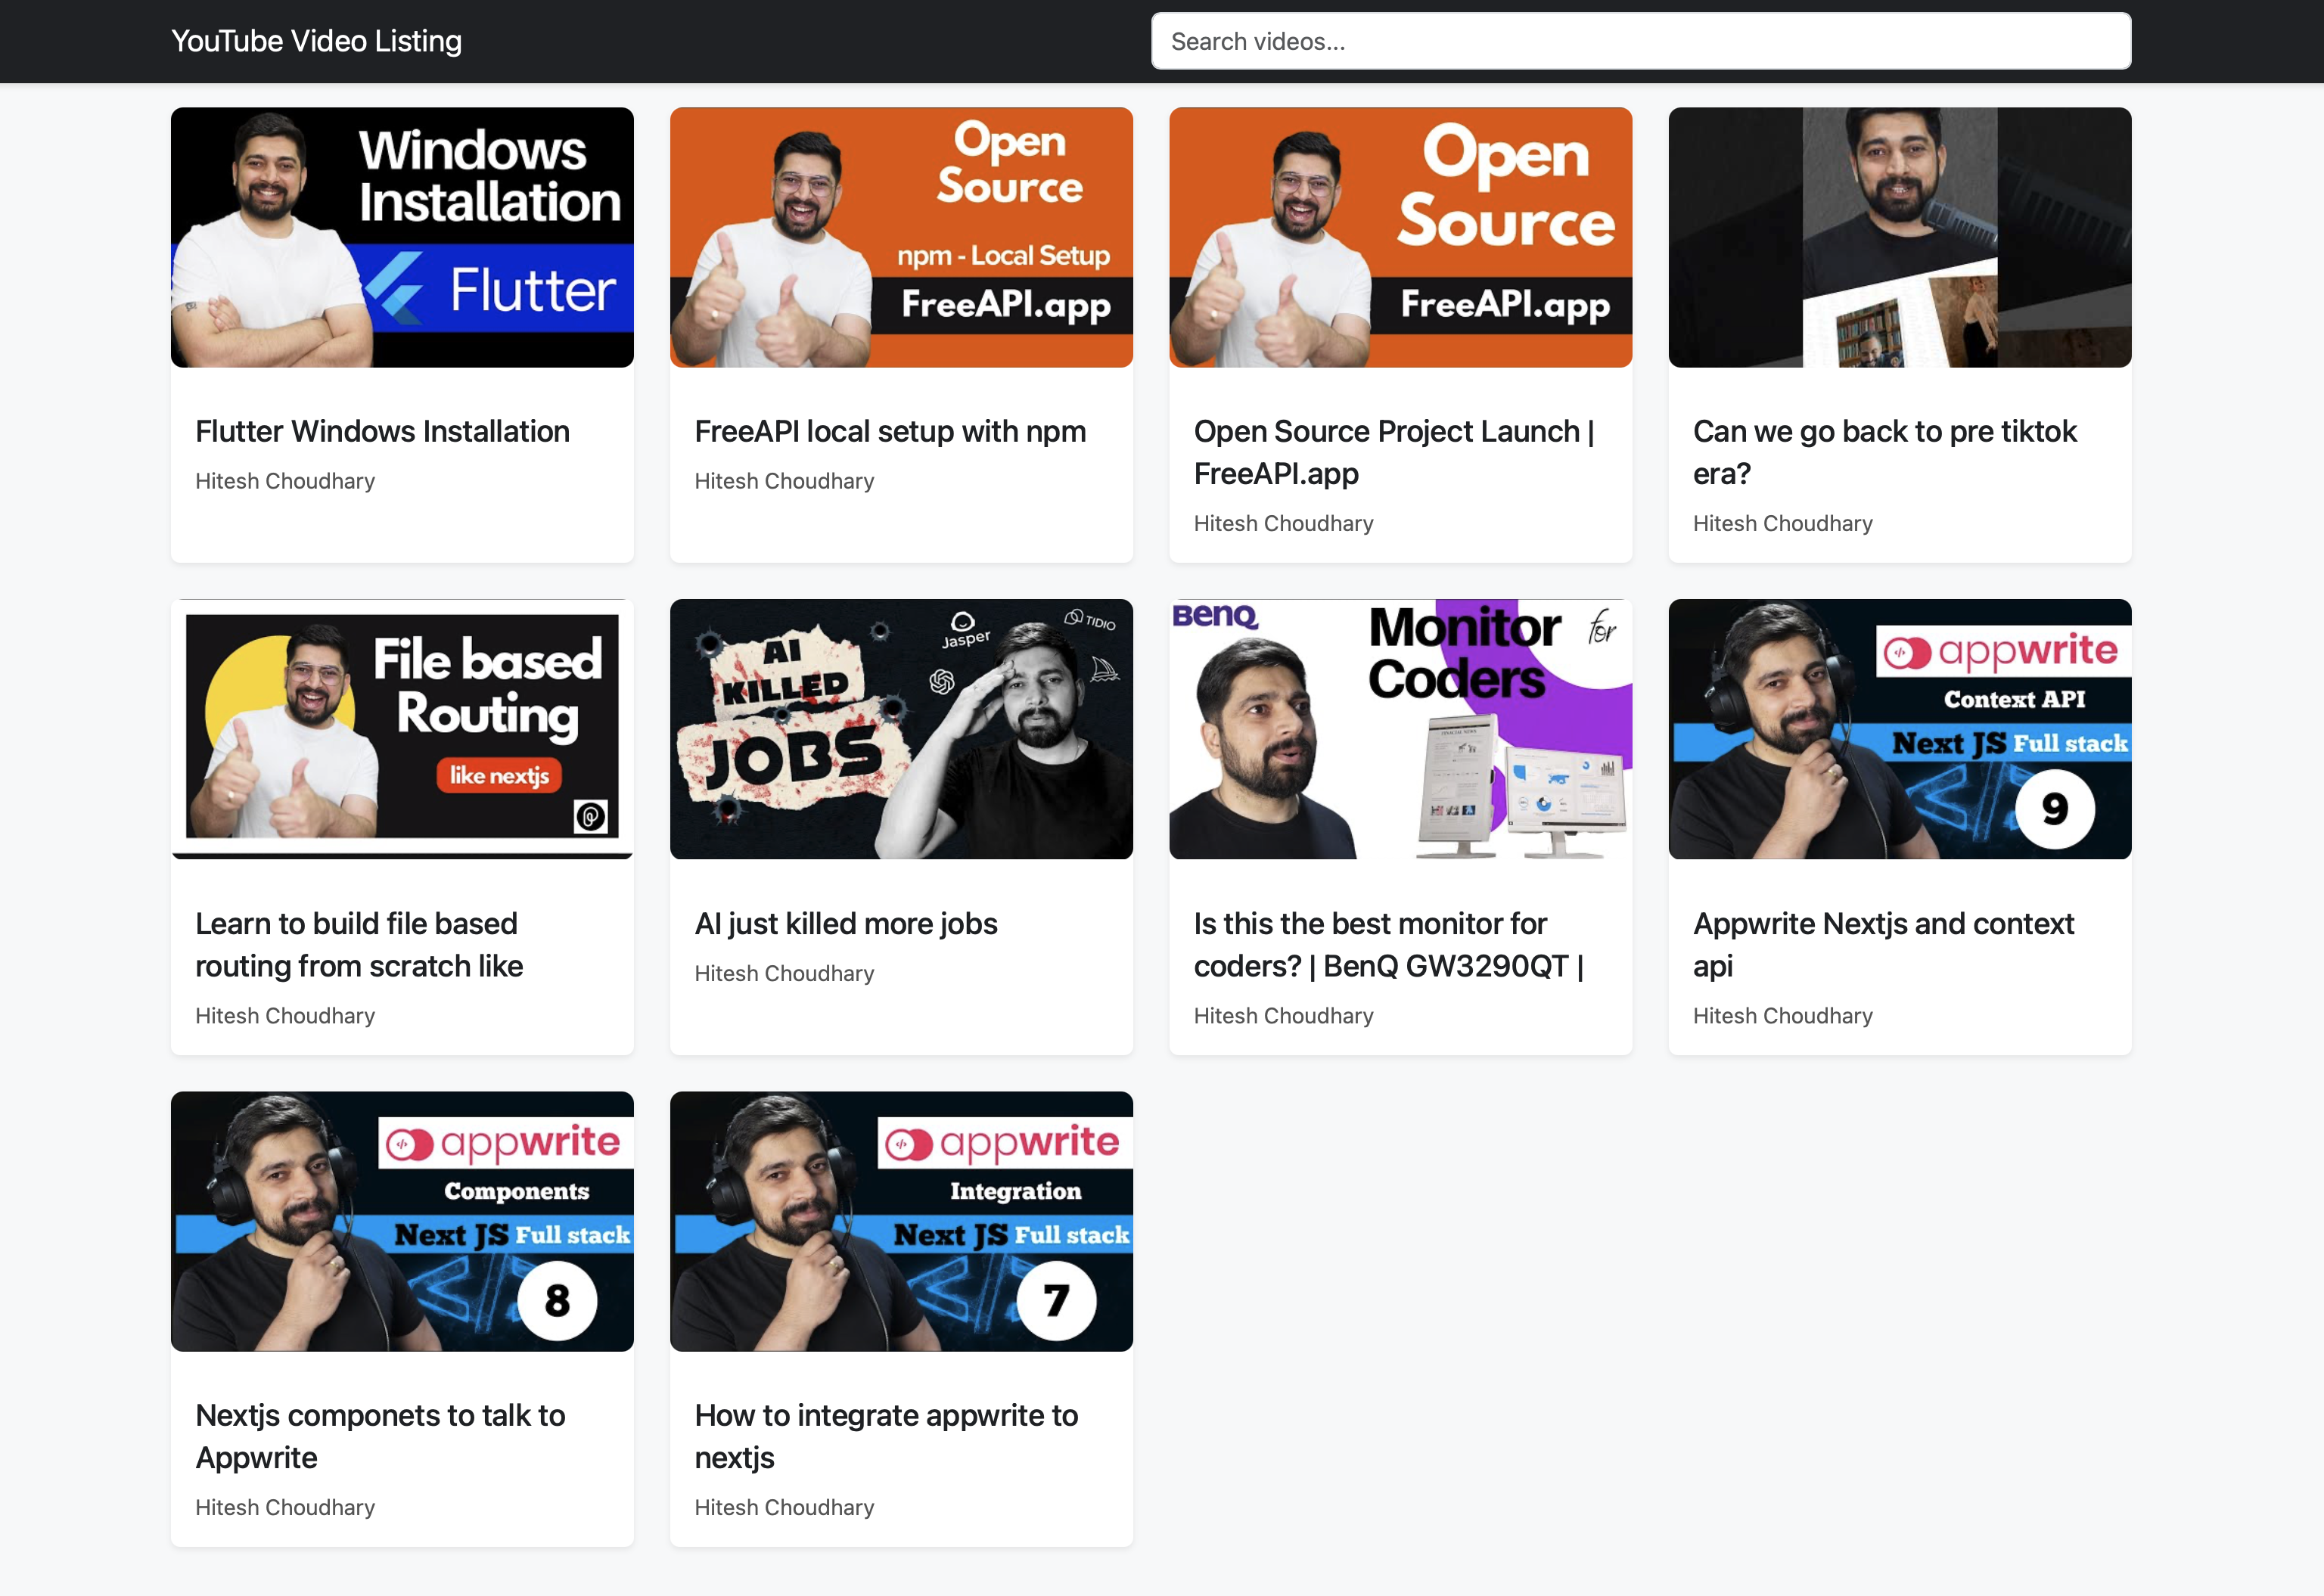 YouTube Video Listing
Search videos...
Windows
Installation
Flutter
Open
Source
npm - Local Setup
FreeAPI.app
Open
Source
FreeAPI.app
Flutter Windows Installation
Hitesh Choudhary
FreeAPI local setup with npm
Hitesh Choudhary
Open Source Project Launch |
FreeAPI.app
Hitesh Choudhary
Can we go back to pre tiktok
era?
Hitesh Choudhary
File based
Routing
like nextjs
AI
KILLED
JOBS
Jasper
TIDIO
BenQ
Monitor for
Coders
appwrite
Context API
Next JS Full stack
9
Learn to build file based
routing from scratch like
Hitesh Choudhary
AI just killed more jobs
Hitesh Choudhary
Is this the best monitor for
coders? | BenQ GW3290QT |
Hitesh Choudhary
Appwrite Nextjs and context
api
Hitesh Choudhary
appwrite
Components
Next JS Full stack
8
appwrite
Integration
Next JS Full stack
7
Nextjs componets to talk to
Appwrite
Hitesh Choudhary
How to integrate appwrite to
nextjs
Hitesh Choudhary